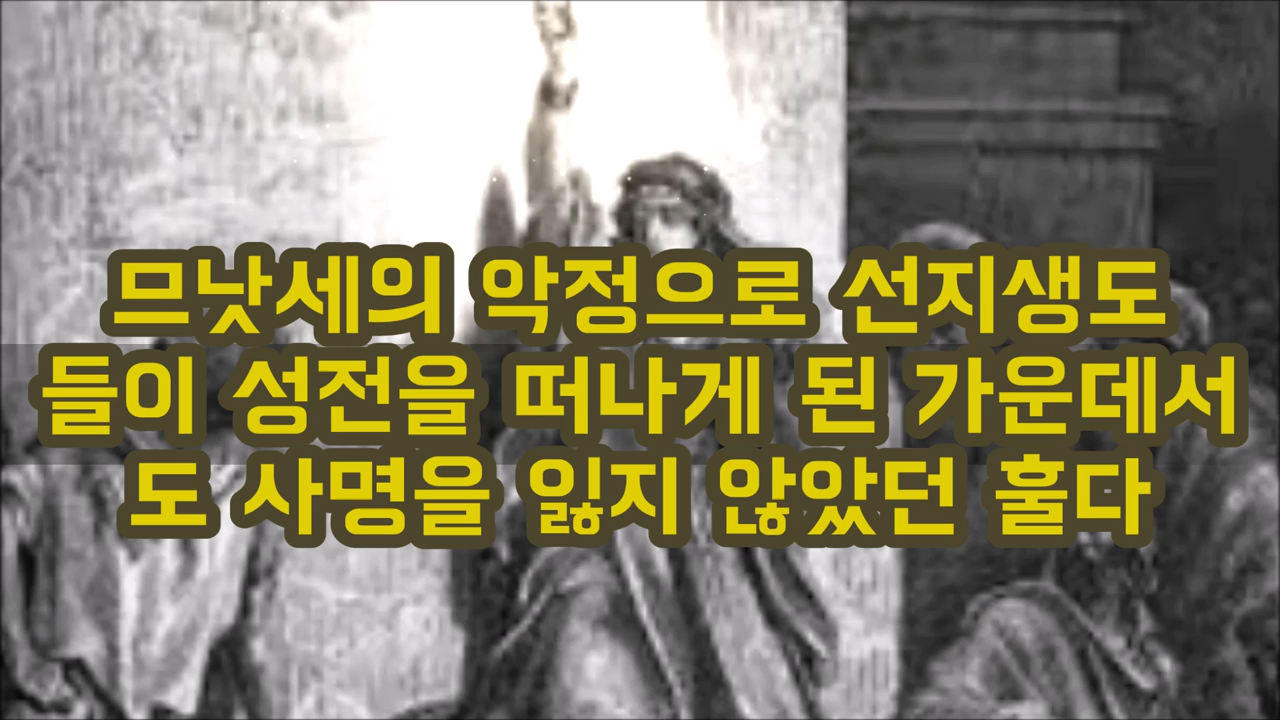 므낫세의 악정으로 선지생도
들이 성전을 떠나게 된 가운데서
도 사명을 잃지 않았던 훌다